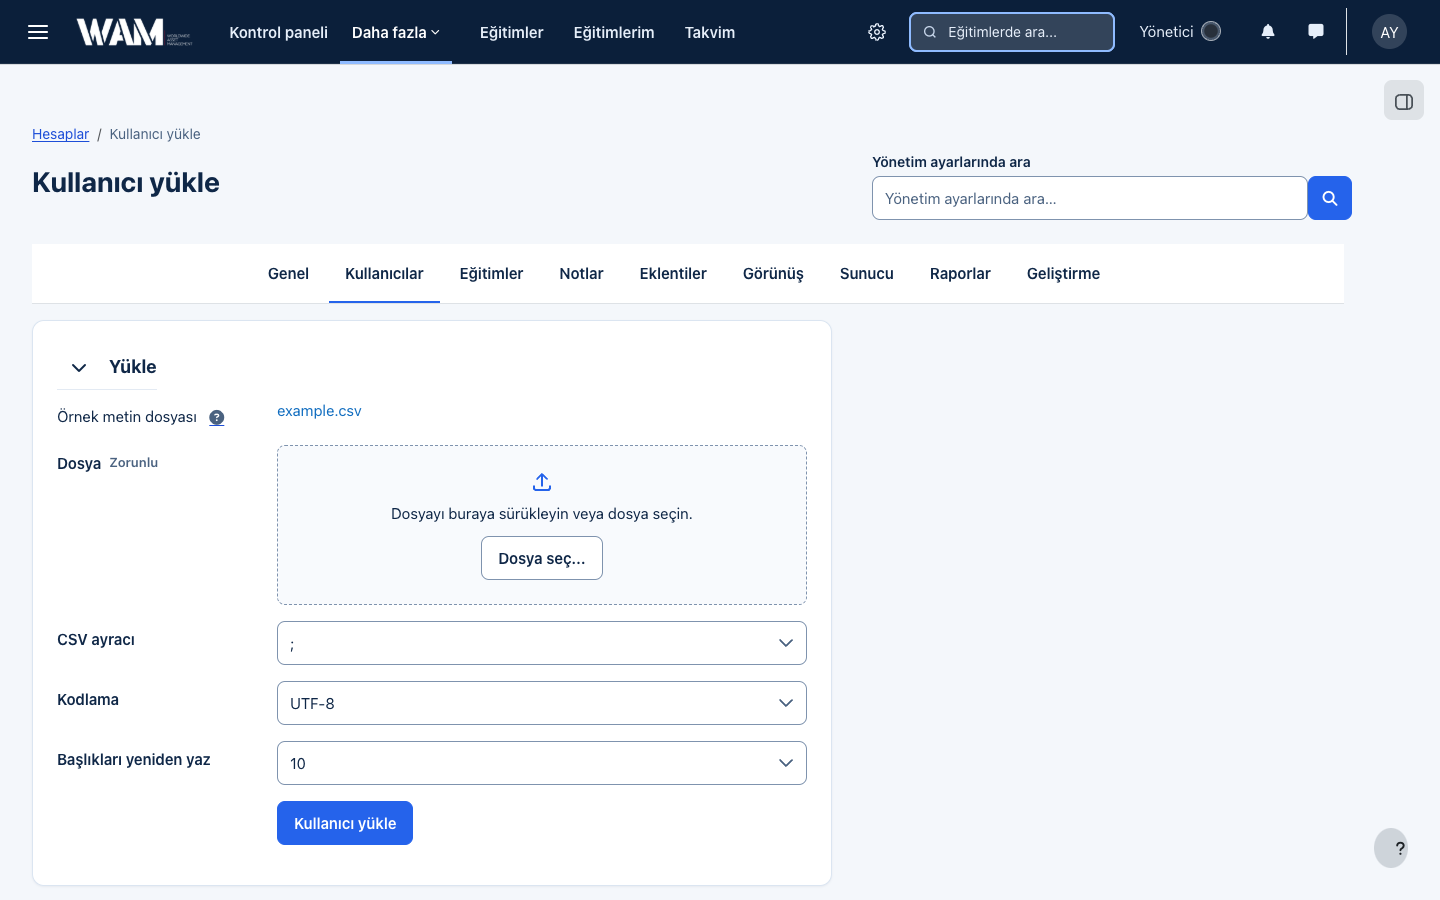 WAM WORLDWIDE ASSET MANAGEMENT
Kontrol paneli
Daha fazla
Eğitimler
Eğitimlerim
Takvim
Eğitimlerde ara...
Yönetici
AY
Hesaplar / Kullanıcı yükle
Kullanıcı yükle
Yönetim ayarlarında ara
Yönetim ayarlarında ara...
Genel
Kullanıcılar
Eğitimler
Notlar
Eklentiler
Görünüş
Sunucu
Raporlar
Geliştirme
Yükle
Örnek metin dosyası ?
example.csv
Dosya Zorunlu
Dosyayı buraya sürükleyin veya dosya seçin.
Dosya seç...
CSV ayracı
;
Kodlama
UTF-8
Başlıkları yeniden yaz
10
Kullanıcı yükle
?